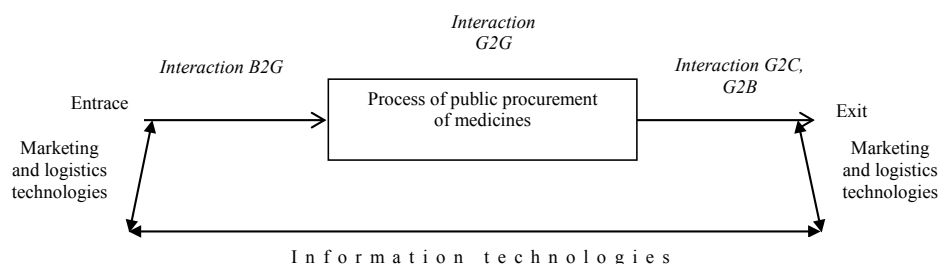 Interaction
G2G
Interaction B2G
Interaction G2C,
G2B
Process of public procurement
of medicines
Entrace
Exit
Marketing
and logistics
technologies
Marketing
and logistics
technologies
Information technologies